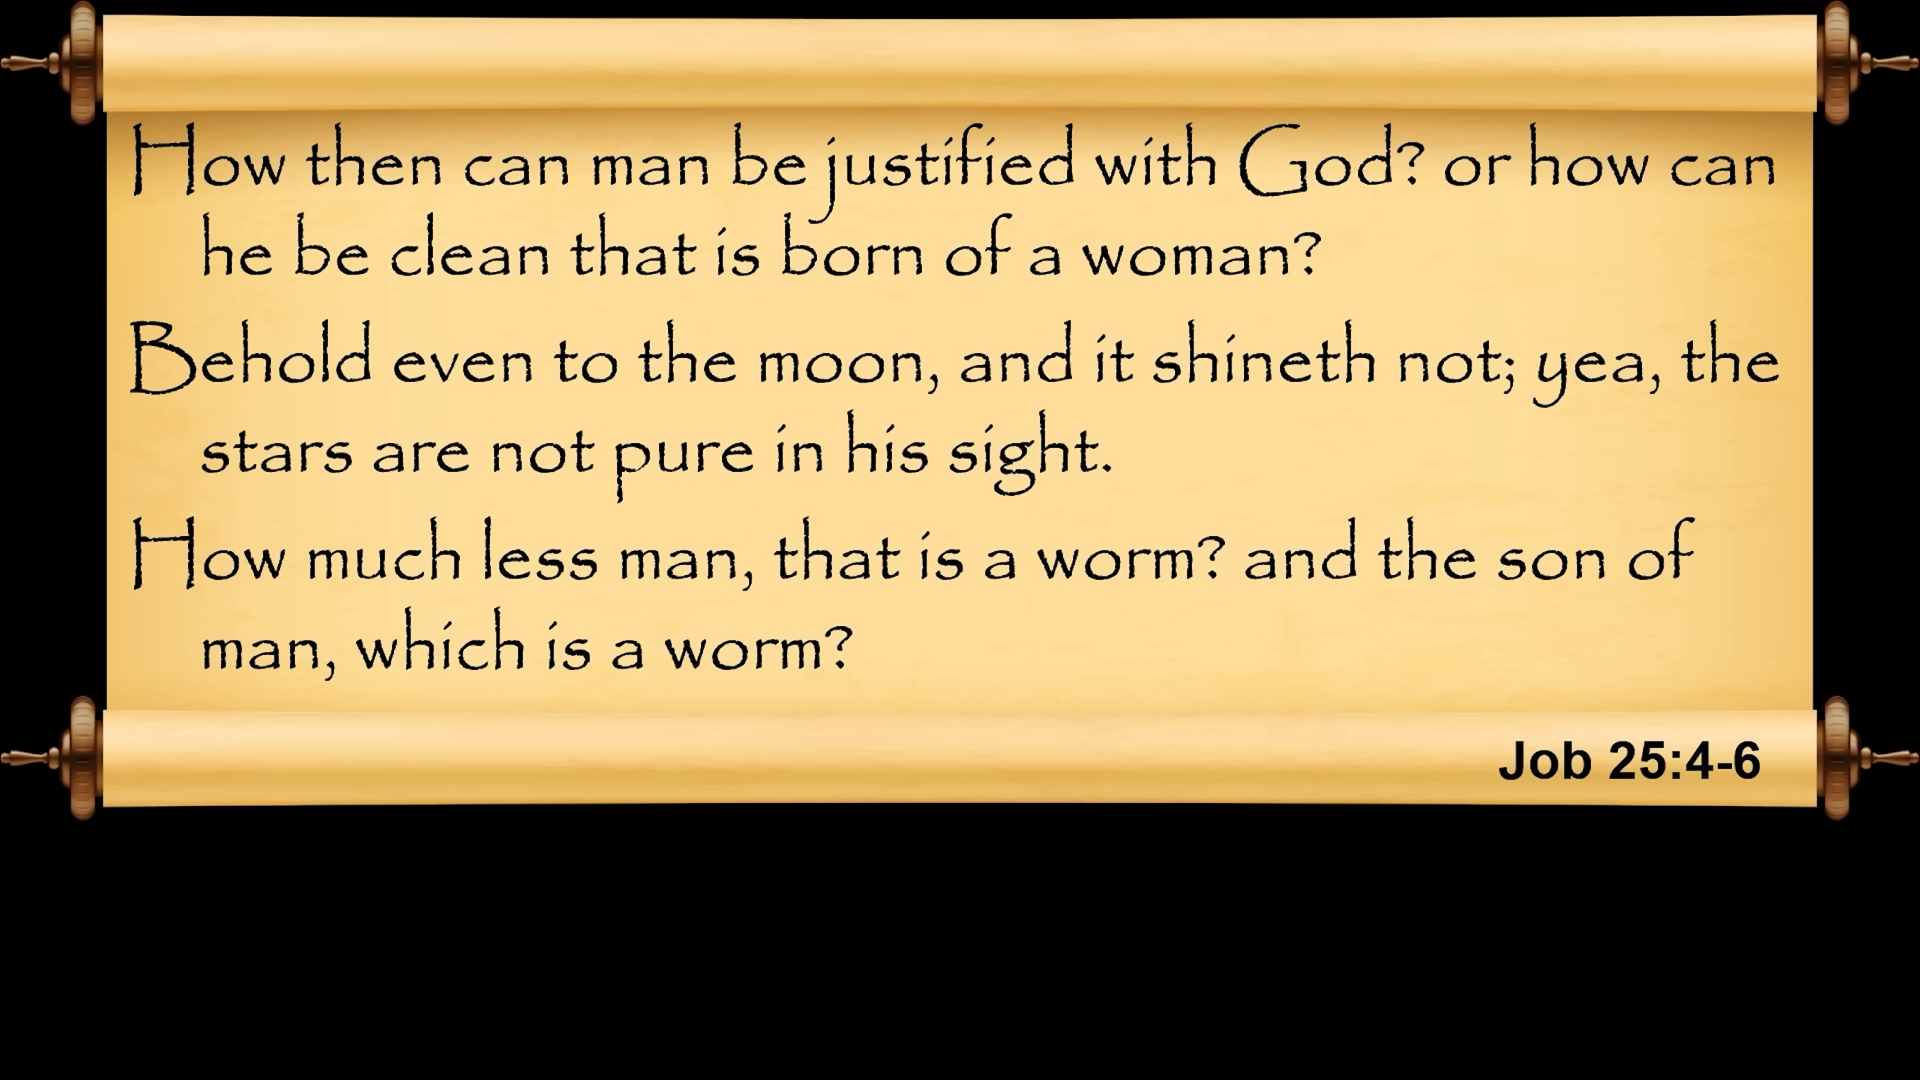 How then can man be justified with God? or how can
he be clean that is born of a woman?
Behold even to the moon, and it shineth not; yea, the
stars are not pure in his sight.
How much less man, that is a worm? and the son of
man, which is a worm?
Job 25:4-6